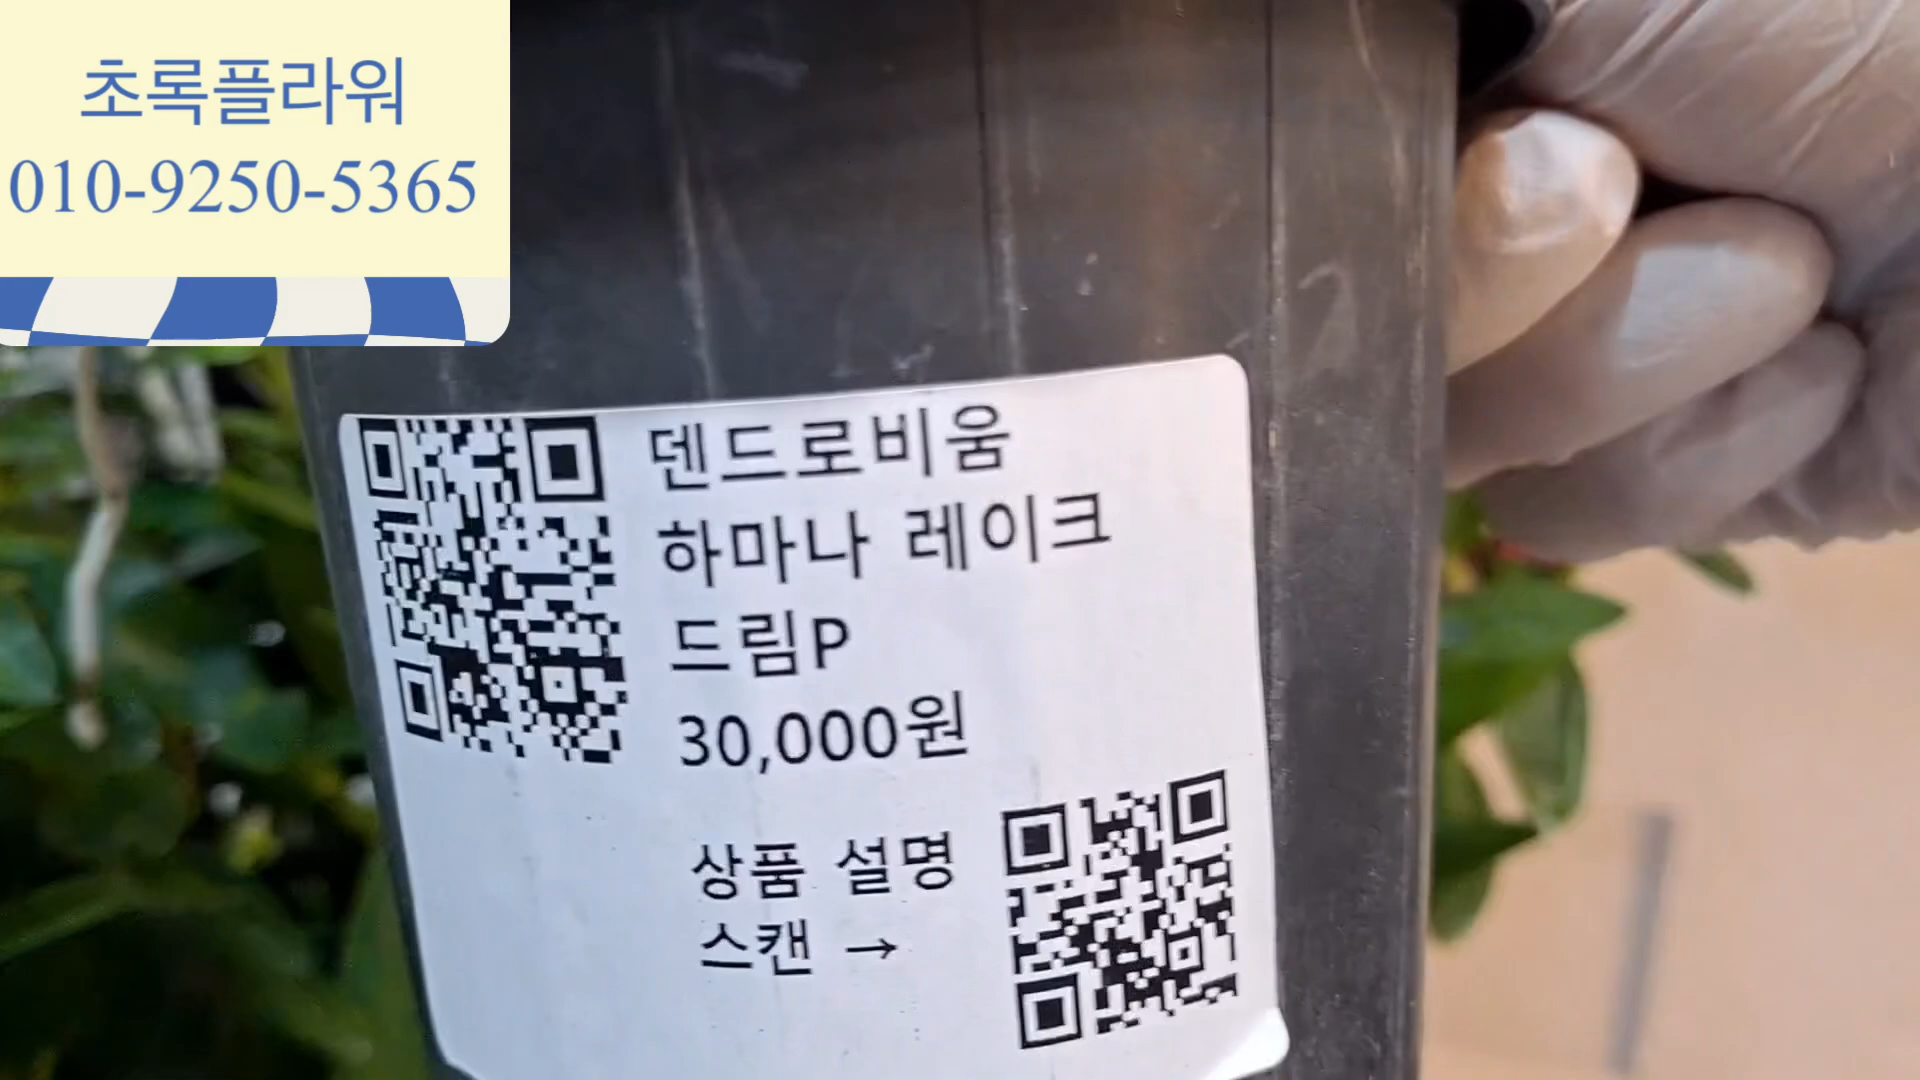 초록플라워
010-9250-5365
덴드로비움
하마나 레이크
드림P
30,000원
상품 설명
스캔 →